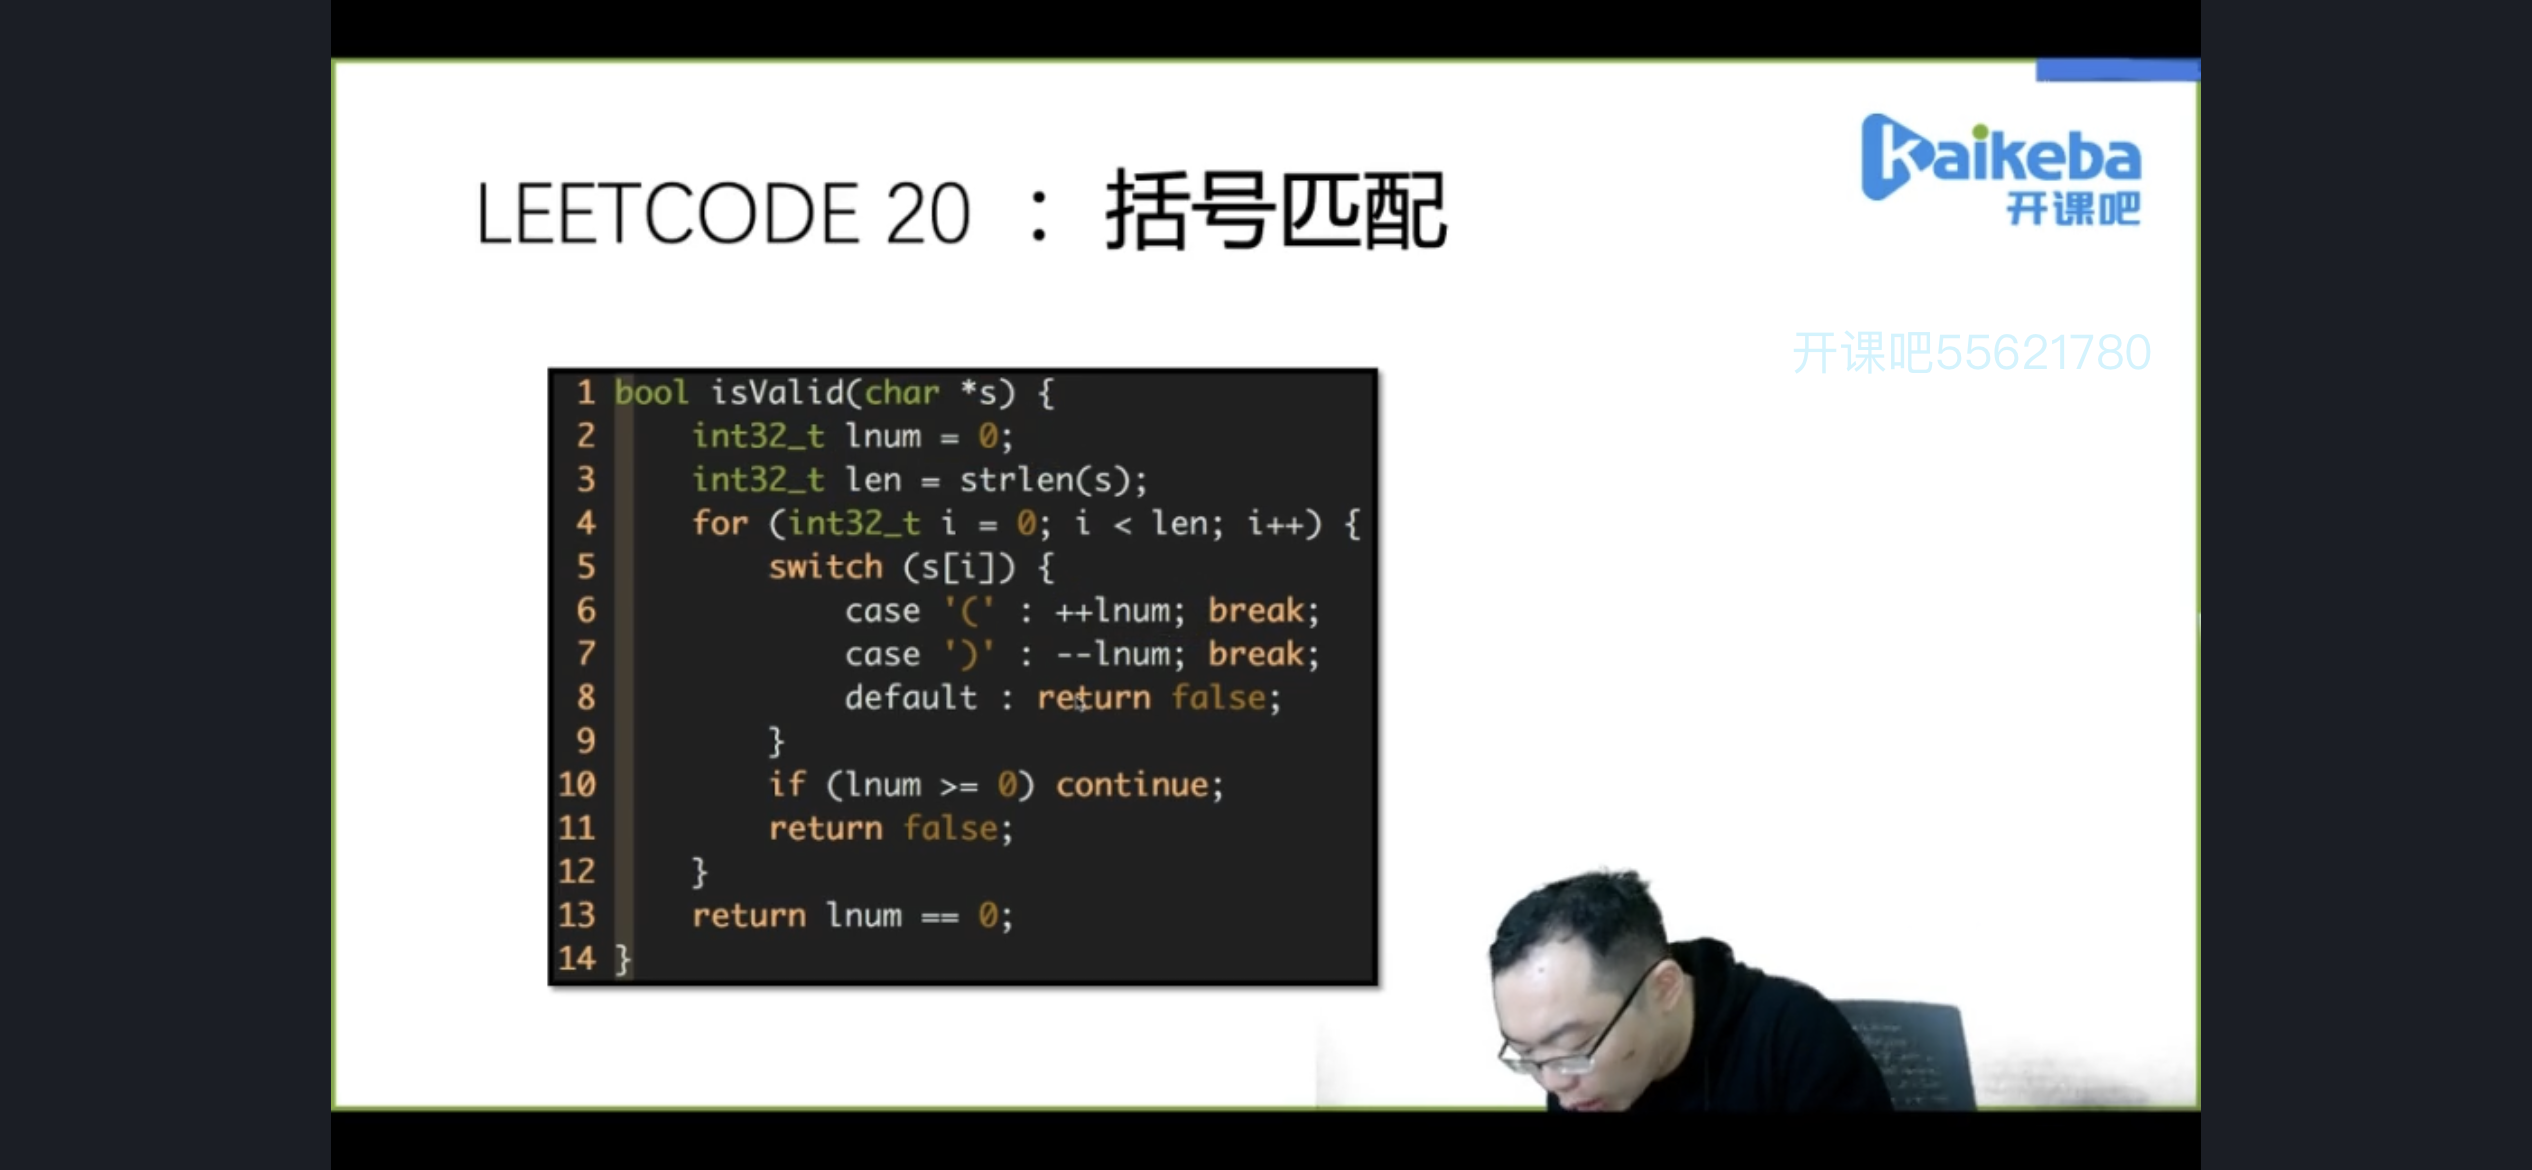 kaikeba
开课吧
LEETCODE 20 ：括号匹配
开课吧55621780
1 bool isValid(char *s) {
2     int32_t lnum = 0;
3     int32_t len = strlen(s);
4     for (int32_t i = 0; i < len; i++) {
5         switch (s[i]) {
6             case '(' : ++lnum; break;
7             case ')' : --lnum; break;
8             default : return false;
9         }
10         if (lnum >= 0) continue;
11         return false;
12     }
13     return lnum == 0;
14 }